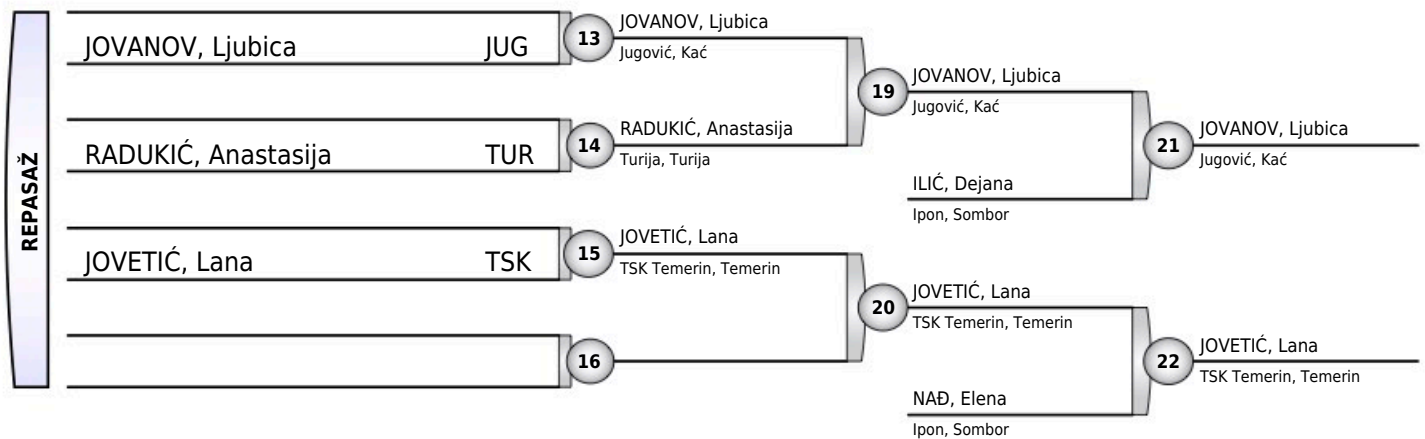 REPASAŽ
JOVANOV, Ljubica JUG
13
JOVANOV, Ljubica
Jugović, Kać
RADUKIĆ, Anastasija TUR
14
RADUKIĆ, Anastasija
Turija, Turija
19
JOVANOV, Ljubica
Jugović, Kać
ILIĆ, Dejana
Ipon, Sombor
21
JOVANOV, Ljubica
Jugović, Kać
JOVETIĆ, Lana TSK
15
JOVETIĆ, Lana
TSK Temerin, Temerin
16
20
JOVETIĆ, Lana
TSK Temerin, Temerin
NAĐ, Elena
Ipon, Sombor
22
JOVETIĆ, Lana
TSK Temerin, Temerin